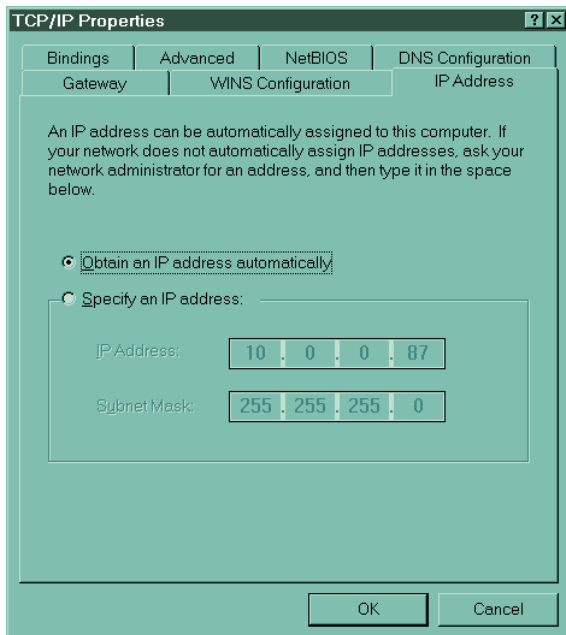 TCP/IP Properties
Bindings Advanced NetBIOS DNS Configuration
Gateway WINS Configuration IP Address
An IP address can be automatically assigned to this computer. If
your network does not automatically assign IP addresses, ask your
network administrator for an address, and then type it in the space
below.
Obtain an IP address automatically
Specify an IP address:
IP Address: 10 . 0 . 0 . 87
Subnet Mask: 255 . 255 . 255 . 0
OK Cancel